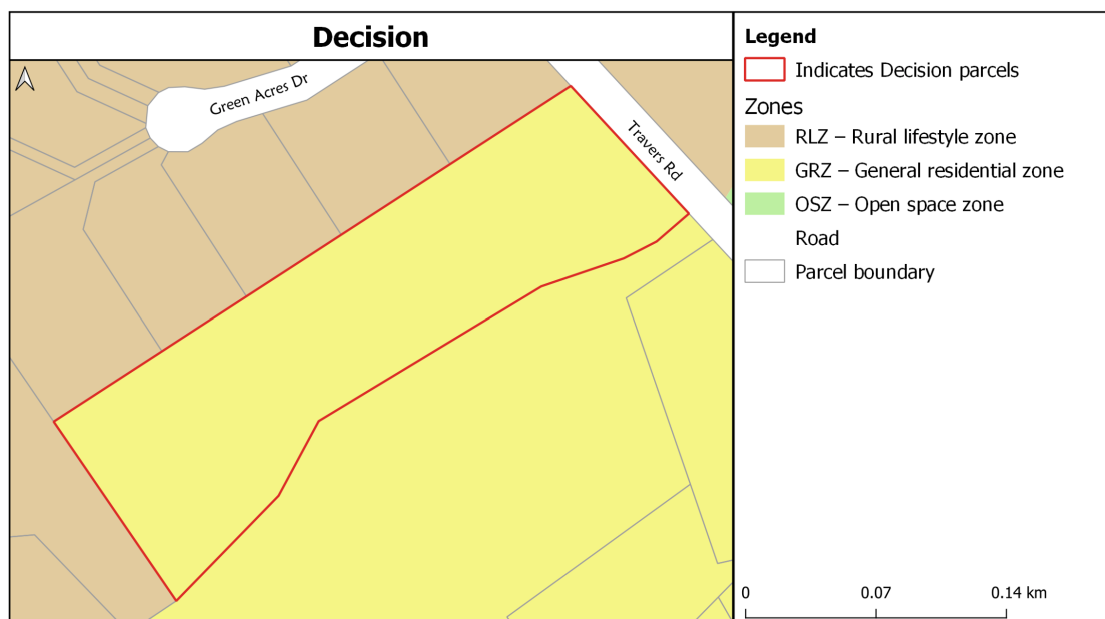 Decision
Green Acres Dr
Travers Rd
Legend
Indicates Decision parcels
Zones
RLZ – Rural lifestyle zone
GRZ – General residential zone
OSZ – Open space zone
Road
Parcel boundary
0 0.07 0.14 km